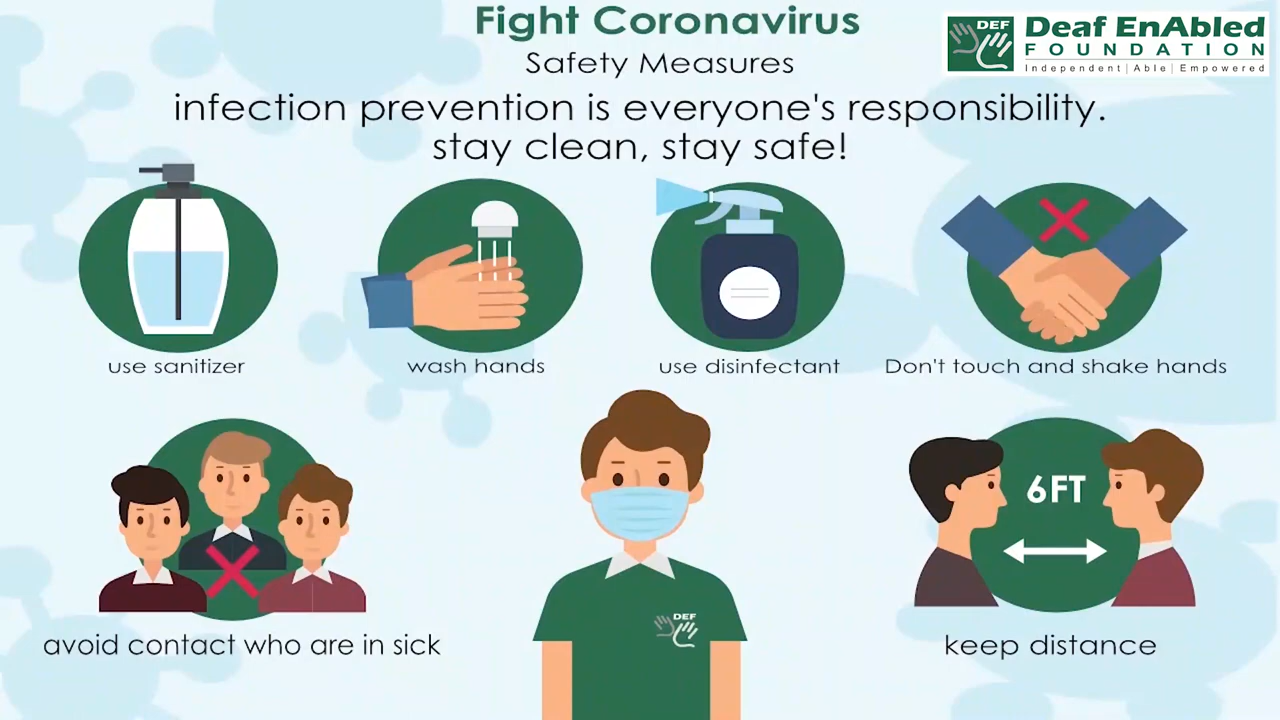 Fight Coronavirus
Safety Measures
DEF
Deaf EnAbled
FOUNDATION
Independent | Able | Empowered
infection prevention is everyone's responsibility.
stay clean, stay safe!
use sanitizer
wash hands
use disinfectant
Don't touch and shake hands
6FT
DEF
avoid contact who are in sick
keep distance